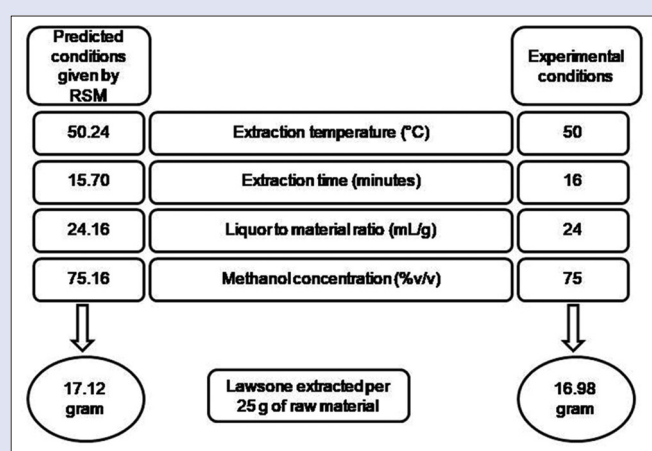 Predicted
conditions
given by
RSM
Experimental
conditions
50.24
Extraction temperature (°C)
50
15.70
Extraction time (minutes)
16
24.16
Liquor to material ratio (mL/g)
24
75.16
Methanol concentration (%v/v)
75
17.12
gram
Lawsone extracted per
25 g of raw material
16.98
gram